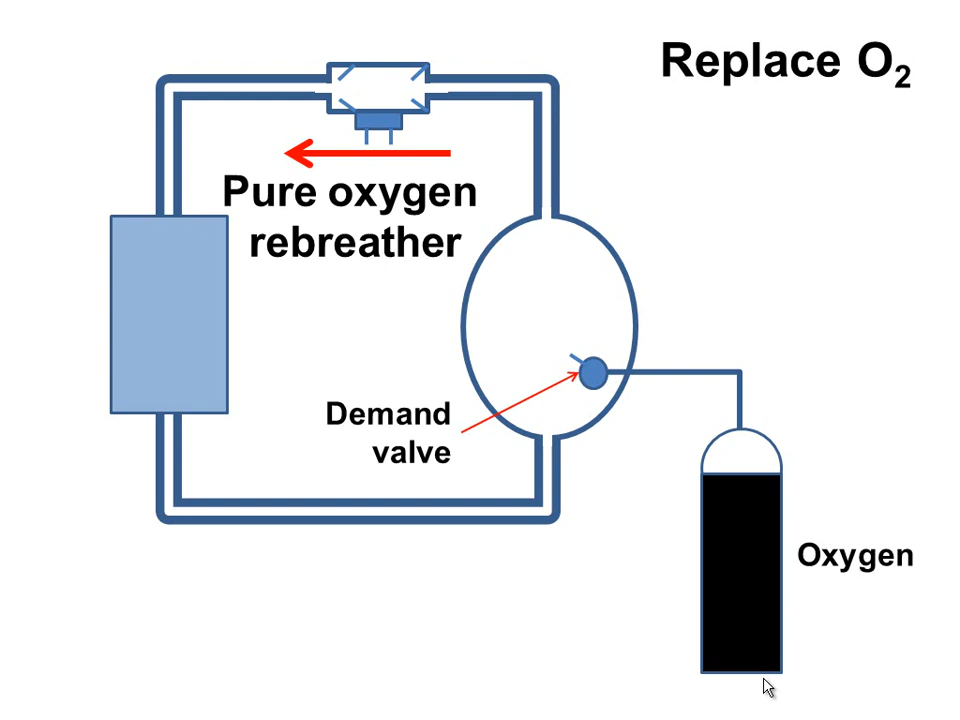 Replace O₂
Pure oxygen
rebreather
Demand
valve
Oxygen